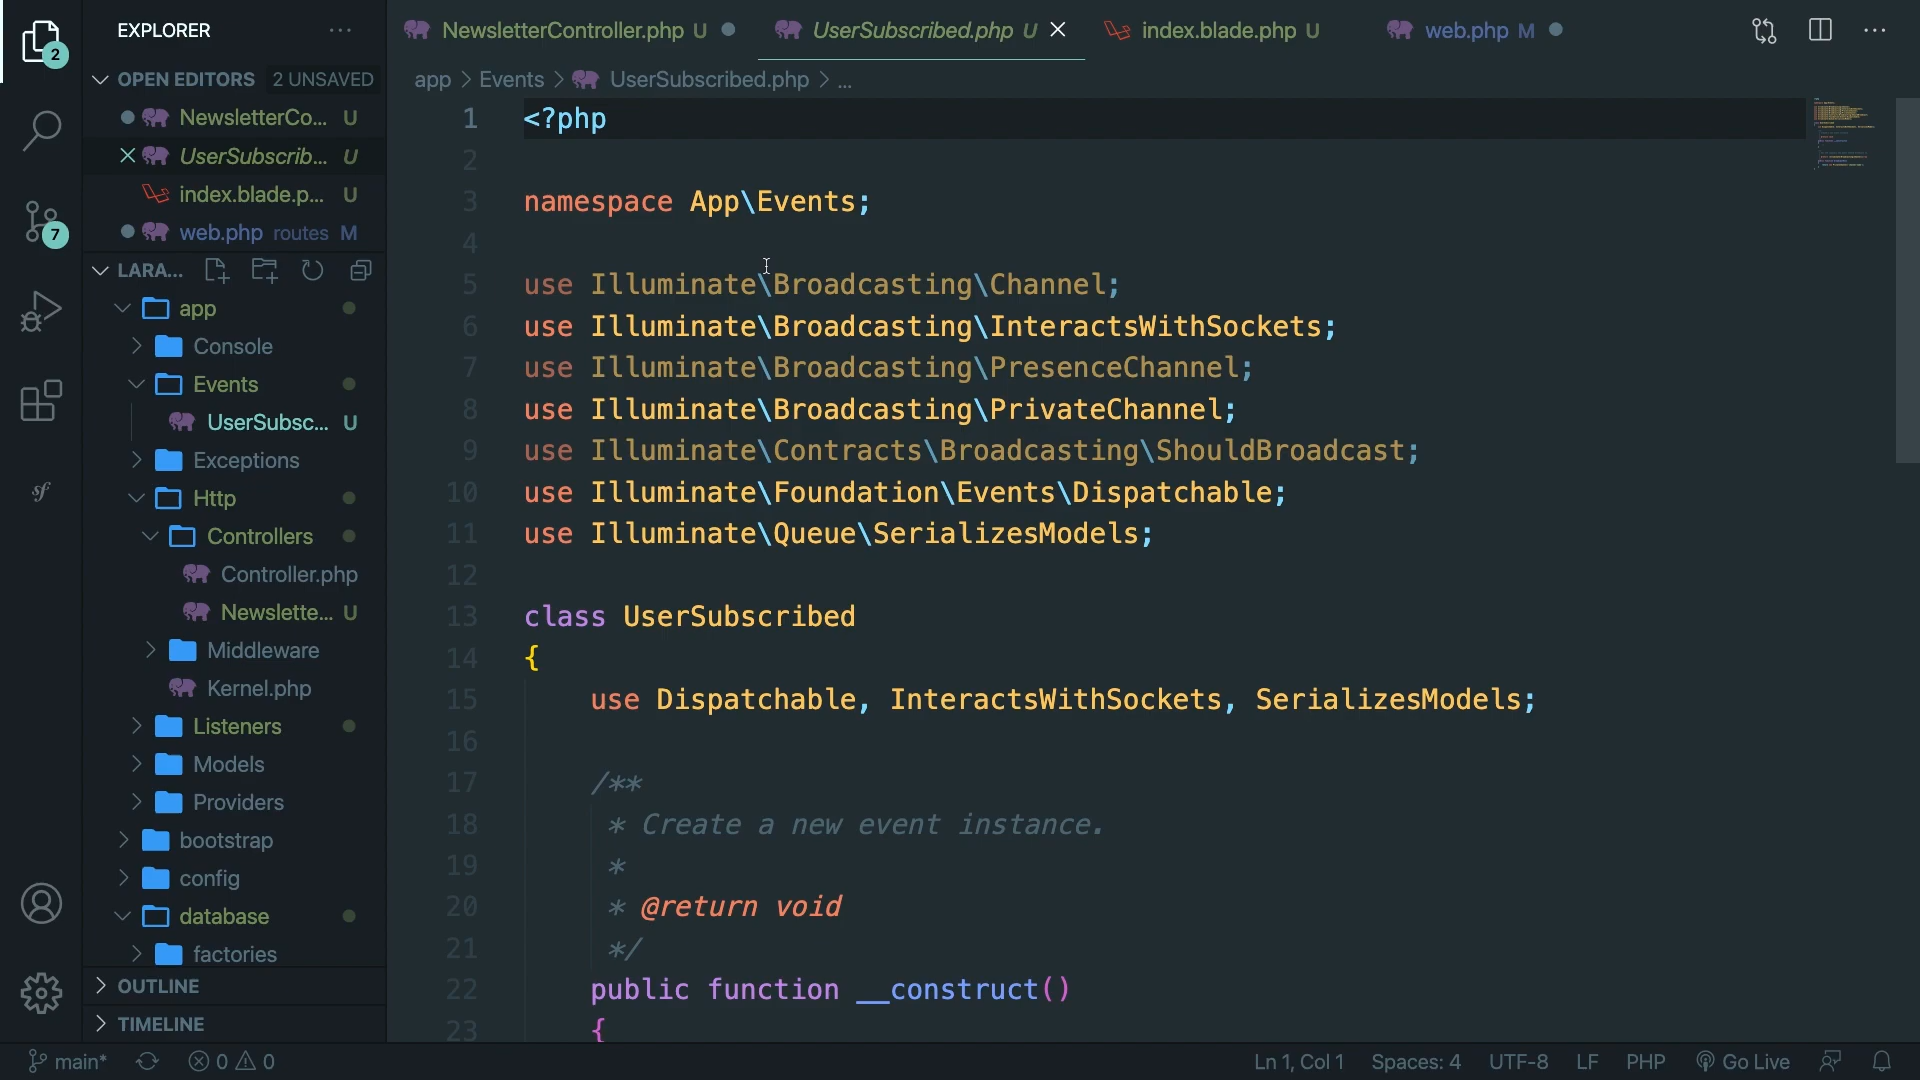 EXPLORER
OPEN EDITORS 2 UNSAVED
NewsletterCo... U
UserSubscrib... U
index.blade.p... U
web.php routes M
LARA...
app
Console
Events
UserSubsc... U
Exceptions
Http
Controllers
Controller.php
Newslette... U
Middleware
Kernel.php
Listeners
Models
Providers
bootstrap
config
database
factories
OUTLINE
TIMELINE
2
7
NewsletterController.php U
UserSubscribed.php U
index.blade.php U
web.php M
app > Events > UserSubscribed.php > ...
1 <?php
2
3 namespace App\Events;
4
5 use Illuminate\Broadcasting\Channel;
6 use Illuminate\Broadcasting\InteractsWithSockets;
7 use Illuminate\Broadcasting\PresenceChannel;
8 use Illuminate\Broadcasting\PrivateChannel;
9 use Illuminate\Contracts\Broadcasting\ShouldBroadcast;
10 use Illuminate\Foundation\Events\Dispatchable;
11 use Illuminate\Queue\SerializesModels;
12
13 class UserSubscribed
14 {
15 use Dispatchable, InteractsWithSockets, SerializesModels;
16
17 /**
18 * Create a new event instance.
19 *
20 * @return void
21 */
22 public function __construct()
23 {
main* 0 0 Ln 1, Col 1 Spaces: 4 UTF-8 LF PHP Go Live